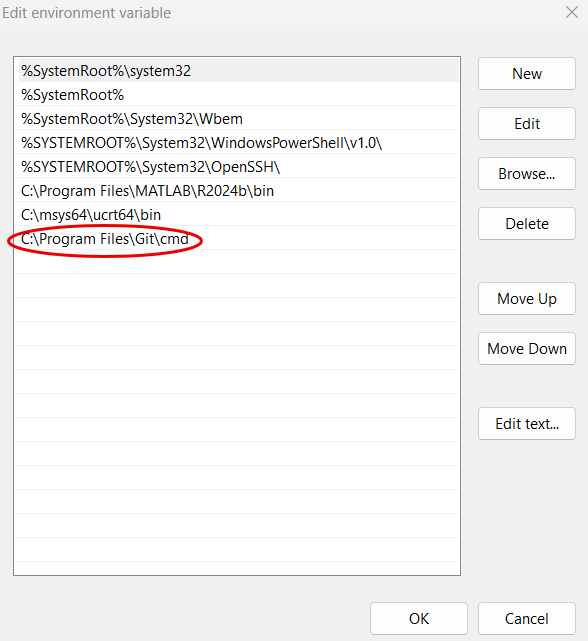 Edit environment variable
%SystemRoot%\system32
%SystemRoot%
%SystemRoot%\System32\Wbem
%SYSTEMROOT%\System32\WindowsPowerShell\v1.0\
%SYSTEMROOT%\System32\OpenSSH\
C:\Program Files\MATLAB\R2024b\bin
C:\msys64\ucrt64\bin
C:\Program Files\Git\cmd
New
Edit
Browse...
Delete
Move Up
Move Down
Edit text...
OK
Cancel